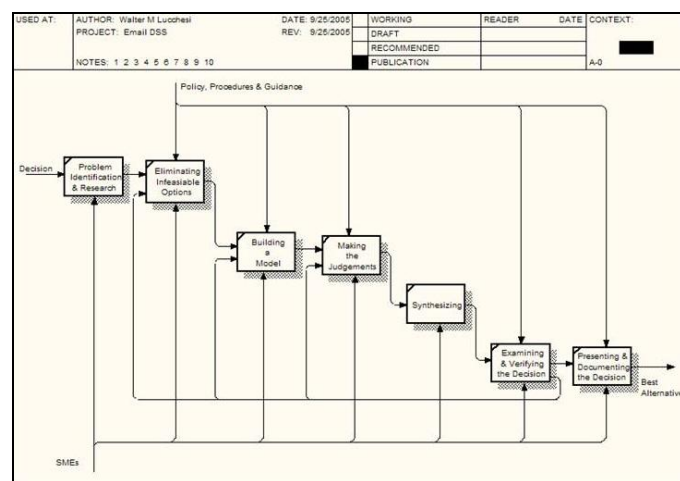 USED AT:
AUTHOR: Walter M Lucchesi
DATE: 9/25/2005
WORKING
READER
DATE
CONTEXT:
PROJECT: Email DSS
REV: 9/25/2005
DRAFT
RECOMMENDED
NOTES: 1 2 3 4 5 6 7 8 9 10
PUBLICATION
A-0
Policy, Procedures & Guidance
Decision
Problem
Identification
& Research
Eliminating
Infeasiable
Options
Building
a
Model
Making
the
Judgements
Synthesizing
Examining
& Verifying
the Decision
Presenting &
Documenting
the Decision
Best
Alternative
SMEs